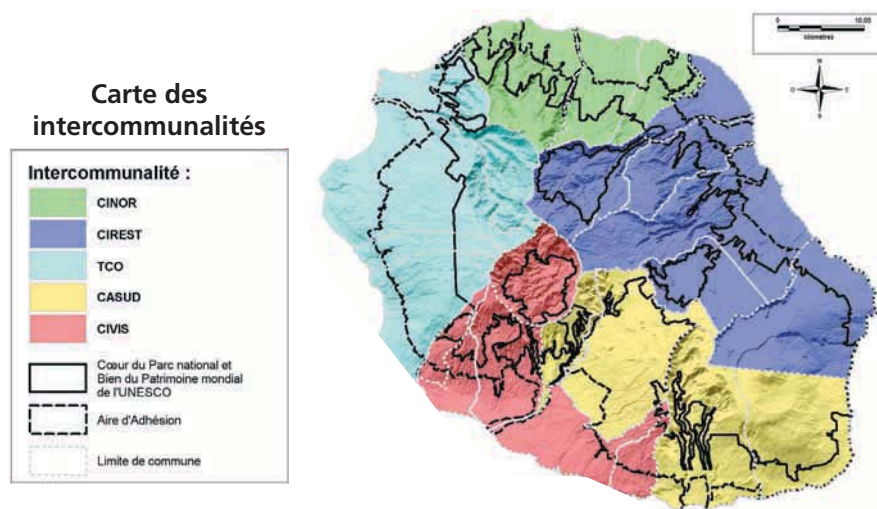 Carte des
intercommunalités
Intercommunalité :
CINOR
CIREST
TCO
CASUD
CIVIS
Cœur du Parc national et
Bien du Patrimoine mondial
de l'UNESCO
Aire d'Adhésion
Limite de commune
0 10,00
kilomètres
N
O E
S